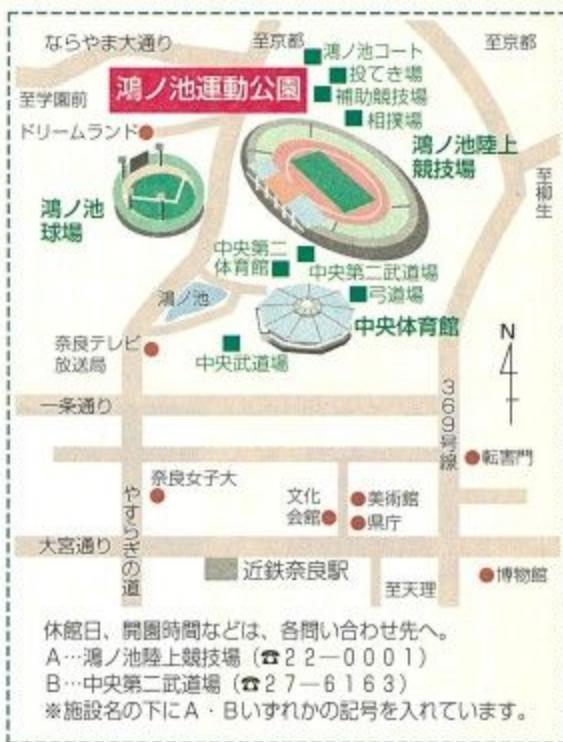 ならやま大通り
至京都
至京都
鴻ノ池コート
投てき場
鴻ノ池運動公園
補助競技場
至学園前
相撲場
ドリームランド
鴻ノ池陸上
競技場
至柳生
鴻ノ池
球場
中央第二
体育館
中央第二武道場
弓道場
鴻ノ池
中央体育館
奈良テレビ
放送局
中央武道場
N
一条通り
369号線
転害門
奈良女子大
やすらぎの道
文化
会館
美術館
県庁
大宮通り
近鉄奈良駅
至天理
博物館
休館日、開園時間などは、各問い合わせ先へ。
A…鴻ノ池陸上競技場（☎22―0001）
B…中央第二武道場（☎27―6163）
※施設名の下にA・Bいずれかの記号を入れています。